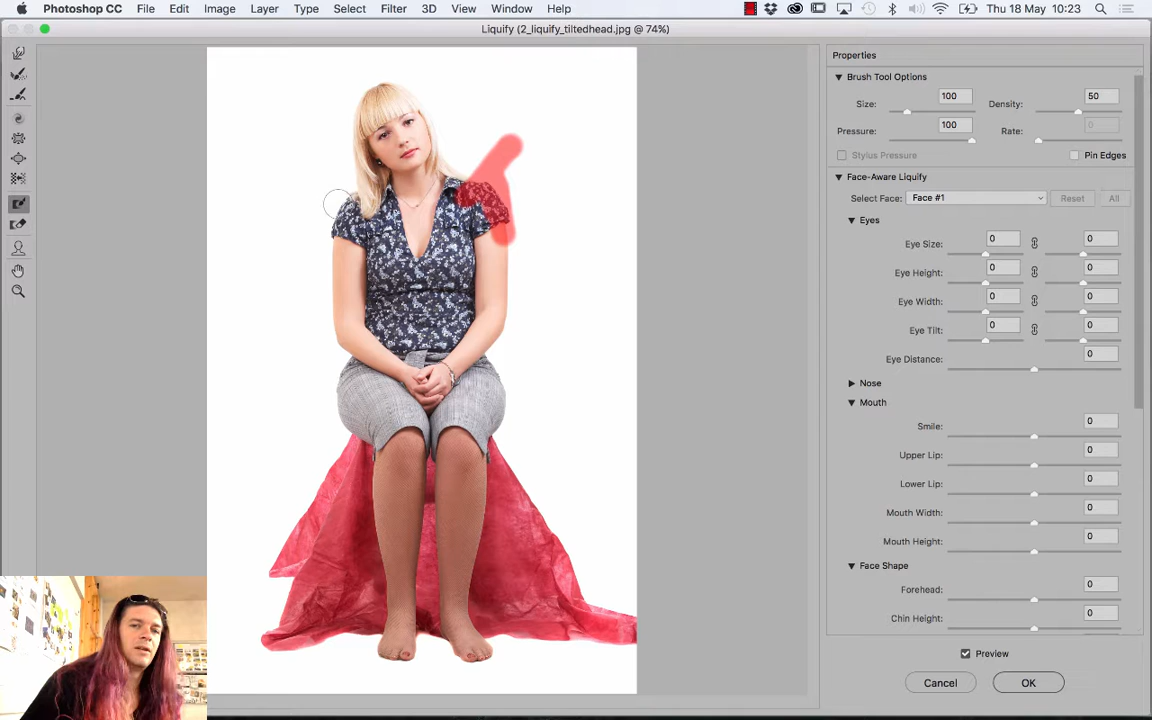 Photoshop CC File Edit Image Layer Type Select Filter 3D View Window Help Thu 18 May 10:23
Liquify (2_liquify_tiltedhead.jpg @ 74%)
Properties
Brush Tool Options
Size: 100 Density: 50
Pressure: 100 Rate: 0
Stylus Pressure Pin Edges
Face-Aware Liquify
Select Face: Face #1 Reset All
Eyes
Eye Size: 0 0
Eye Height: 0 0
Eye Width: 0 0
Eye Tilt: 0 0
Eye Distance: 0
Nose
Mouth
Smile: 0
Upper Lip: 0
Lower Lip: 0
Mouth Width: 0
Mouth Height: 0
Face Shape
Forehead: 0
Chin Height: 0
Preview
Cancel OK